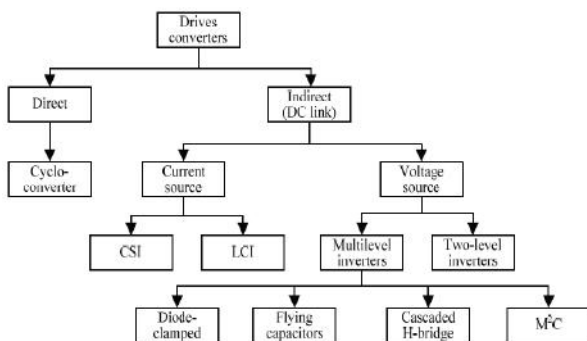 Drives
converters
Direct
Indirect
(DC link)
Cyclo-
converter
Current
source
Voltage
source
CSI
LCI
Multilevel
inverters
Two-level
inverters
Diode-
clamped
Flying
capacitors
Cascaded
H-bridge
M²C